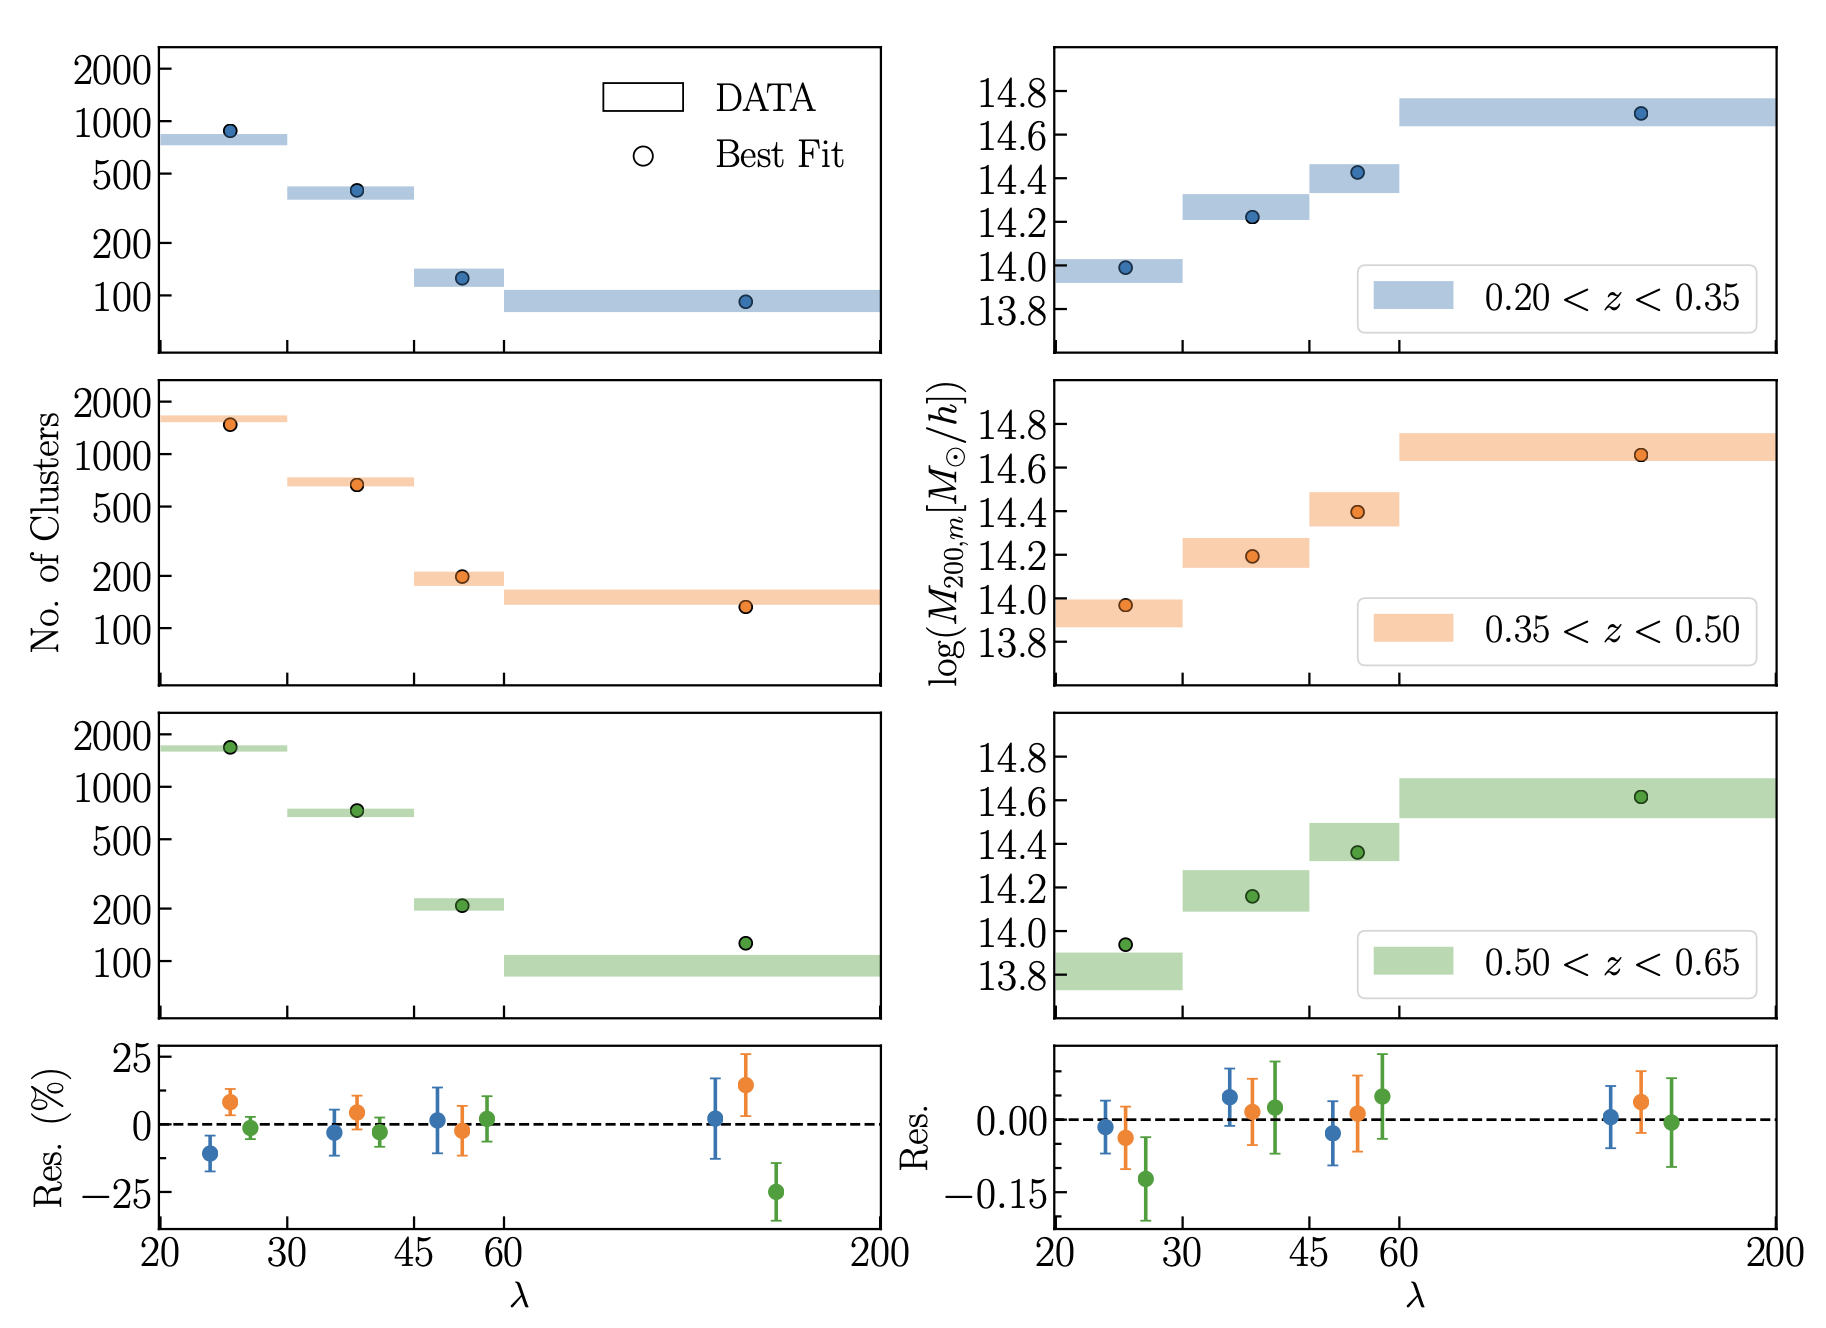 2000
1000
500
200
100
DATA
Best Fit
14.8
14.6
14.4
14.2
14.0
13.8
0.20 < z < 0.35
No. of Clusters
2000
1000
500
200
100
log(M200,m[M⊙/h])
14.8
14.6
14.4
14.2
14.0
13.8
0.35 < z < 0.50
2000
1000
500
200
100
14.8
14.6
14.4
14.2
14.0
13.8
0.50 < z < 0.65
Res. (%)
25
0
−25
20 30 45 60 200
λ
Res.
0.00
−0.15
20 30 45 60 200
λ